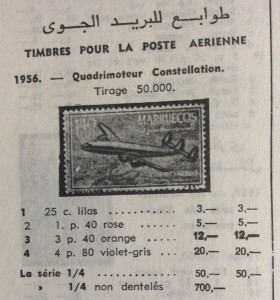 طوابع للبريد الجوى
TIMBRES POUR LA POSTE AERIENNE
1956. — Quadrimoteur Constellation.
Tirage 50.000.
MARRUECOS
1 25 c. lilas .......... 3,— 3,—
2 1. p. 40 rose ....... 5,— 5,—
3 3 p. 40 orange .... 12,— 12,—
4 4 p. 80 violet-gris .. 20,— 20,—
La série 1/4 ............ 50,— 50,—
» 1/4 non dentelés 700,—